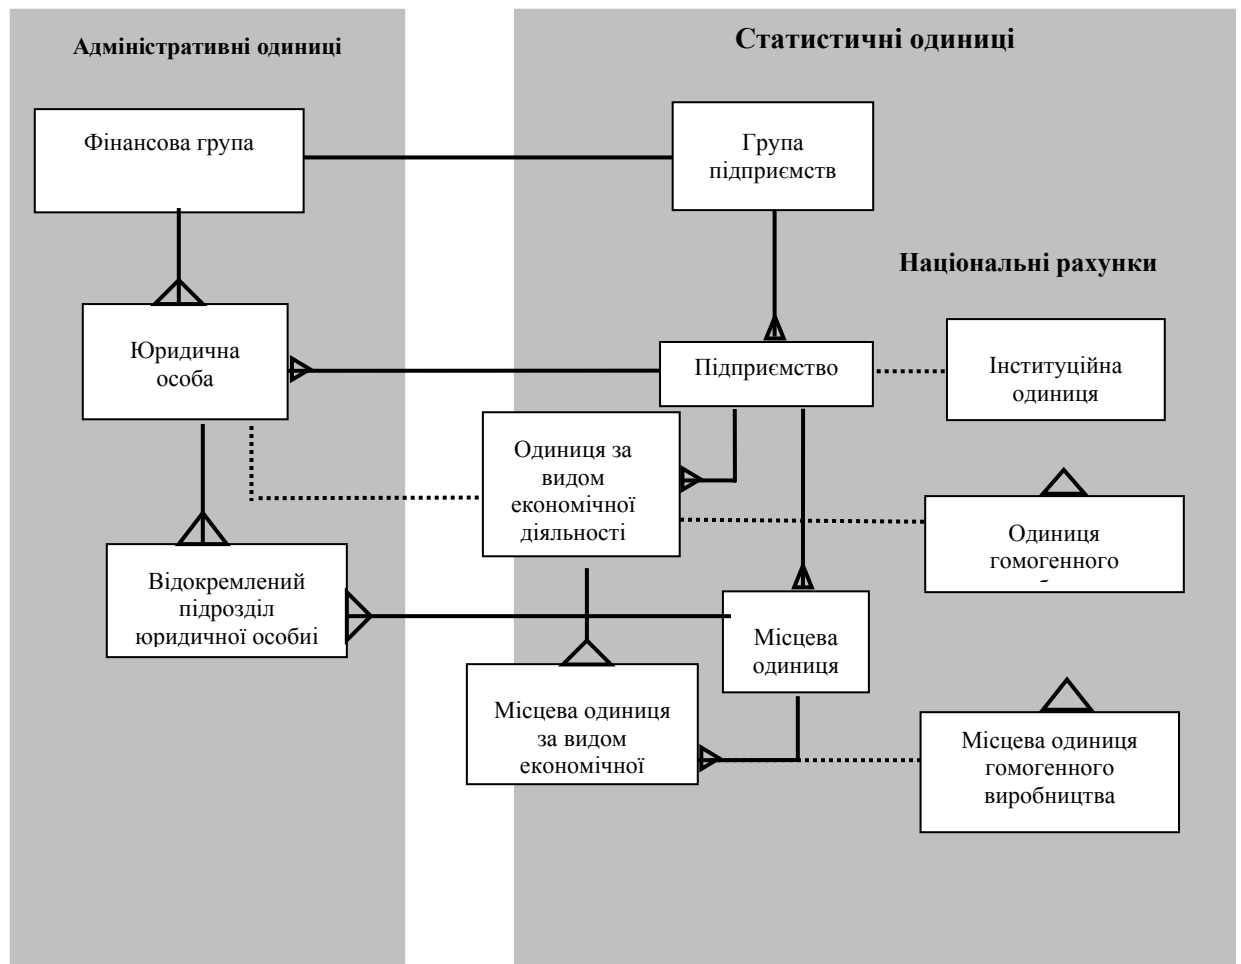 Адміністративні одиниці
Статистичні одиниці
Фінансова група
Група
підприємств
Національні рахунки
Юридична
особа
Підприємство
Інституційна
одиниця
Одиниця за
видом
економічної
діяльності
Одиниця
гомогенного
Відокремлений
підрозділ
юридичної особиі
Місцева
одиниця
Місцева одиниця
за видом
економічної
Місцева одиниця
гомогенного
виробництва